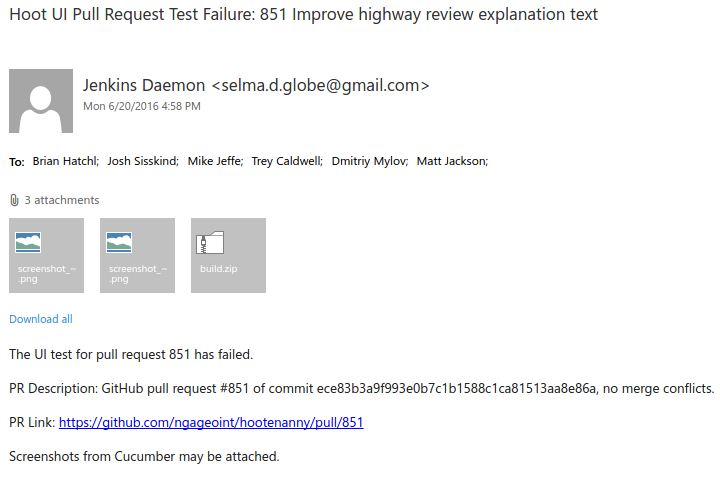 Hoot UI Pull Request Test Failure: 851 Improve highway review explanation text
Jenkins Daemon <selma.d.globe@gmail.com>
Mon 6/20/2016 4:58 PM
To: Brian Hatchl; Josh Sisskind; Mike Jeffe; Trey Caldwell; Dmitriy Mylov; Matt Jackson;
3 attachments
screenshot_~
.png
screenshot_~
.png
build.zip
Download all
The UI test for pull request 851 has failed.
PR Description: GitHub pull request #851 of commit ece83b3a9f993e0b7c1b1588c1ca81513aa8e86a, no merge conflicts.
PR Link: https://github.com/ngageoint/hootenanny/pull/851
Screenshots from Cucumber may be attached.